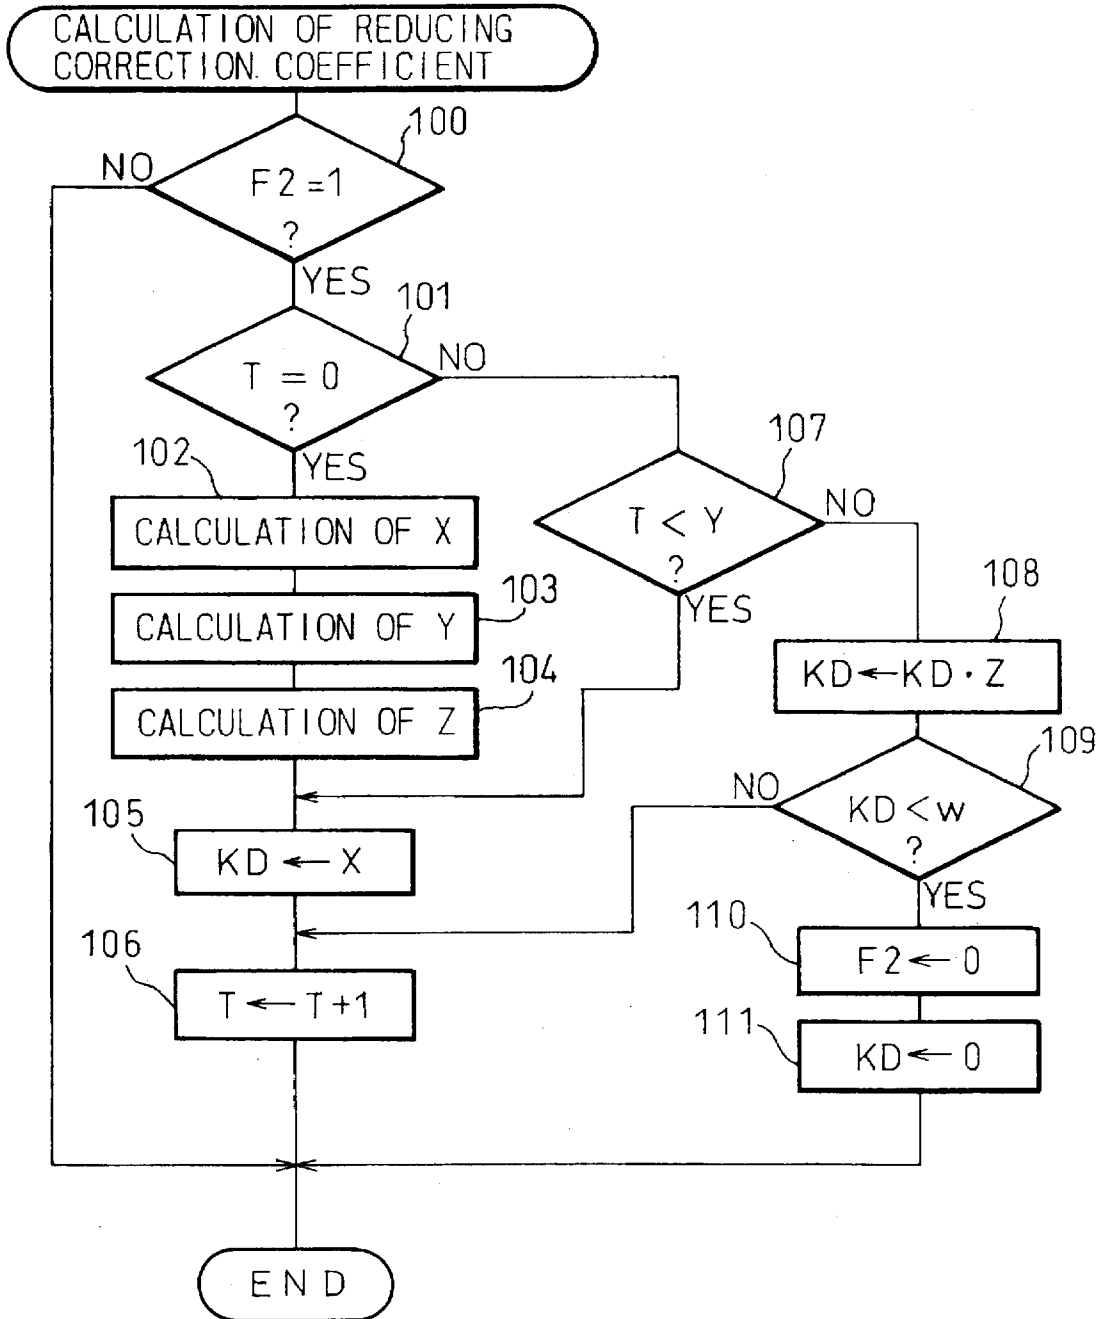 CALCULATION OF REDUCING
CORRECTION. COEFFICIENT
100
NO
F2 =1
?
YES
101
NO
T = 0
?
YES
102
CALCULATION OF X
107
T < Y
?
NO
YES
103
CALCULATION OF Y
108
KD←KD・Z
104
CALCULATION OF Z
109
NO
KD<w
?
YES
105
KD ← X
110
F2← 0
106
T ← T+1
111
KD← 0
END